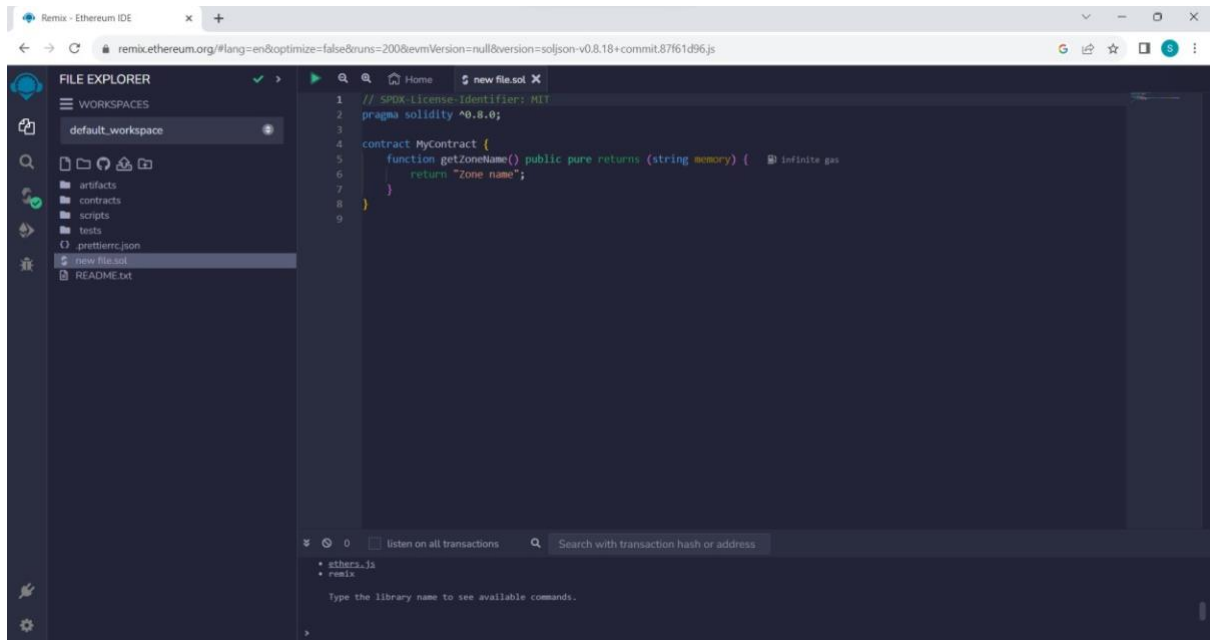 Remix - Ethereum IDE
remix.ethereum.org/#lang=en&optimize=false&runs=200&evmVersion=null&version=soljson-v0.8.18+commit.87f61d96.js
G
S
FILE EXPLORER
WORKSPACES
default_workspace
artifacts
contracts
scripts
tests
.prettierrc.json
new file.sol
README.txt
Home
new file.sol
1 // SPDX-License-Identifier: MIT
2 pragma solidity ^0.8.0;
3
4 contract MyContract {
5 function getZoneName() public pure returns (string memory) { infinite gas
6 return "Zone name";
7 }
8 }
9
0 listen on all transactions Search with transaction hash or address
• ethers.js
• remix
Type the library name to see available commands.
>